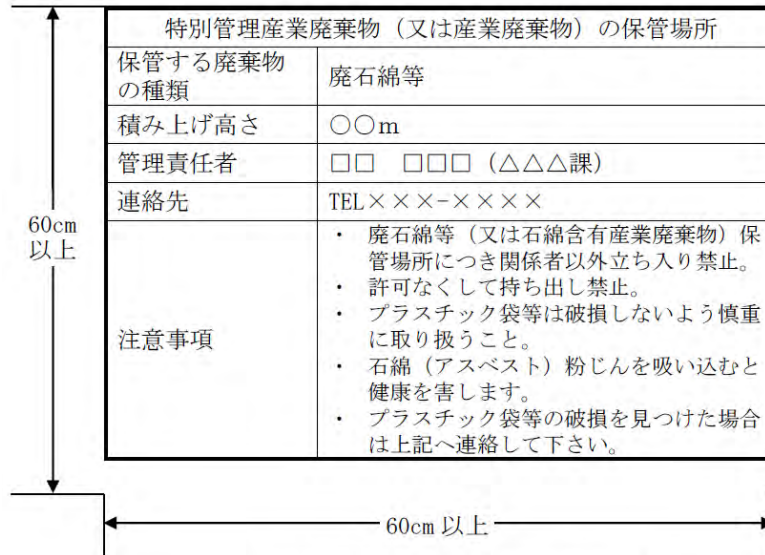 特別管理産業廃棄物（又は産業廃棄物）の保管場所
保管する廃棄物
の種類
廃石綿等
積み上げ高さ
○○ｍ
管理責任者
□□　□□□（△△△課）
連絡先
TEL×××-××××
注意事項
・　廃石綿等（又は石綿含有産業廃棄物）保
管場所につき関係者以外立ち入り禁止。
・　許可なくして持ち出し禁止。
・　プラスチック袋等は破損しないよう慎重
に取り扱うこと。
・　石綿（アスベスト）粉じんを吸い込むと
健康を害します。
・　プラスチック袋等の破損を見つけた場合
は上記へ連絡して下さい。
60cm
以上
60cm 以上